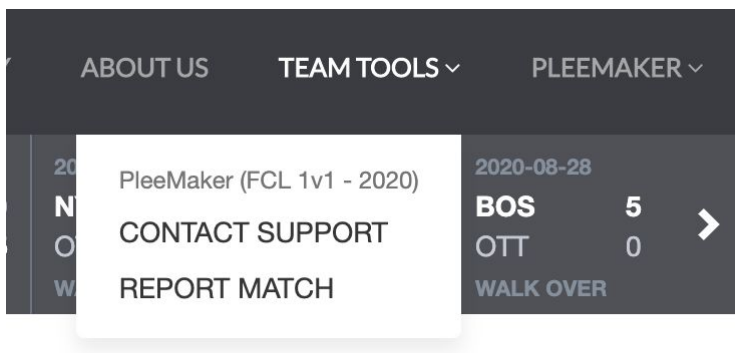 ABOUT US TEAM TOOLS PLEEMAKER
PleeMaker (FCL 1v1 - 2020)
CONTACT SUPPORT
REPORT MATCH
2020-08-28
BOS 5
OTT 0
WALK OVER